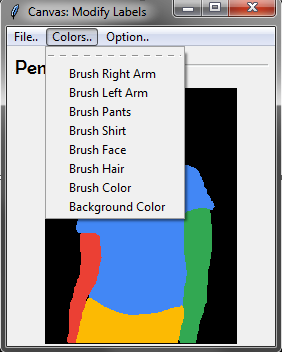 Canvas: Modify Labels
File.. Colors.. Option..
Pen
Brush Right Arm
Brush Left Arm
Brush Pants
Brush Shirt
Brush Face
Brush Hair
Brush Color
Background Color